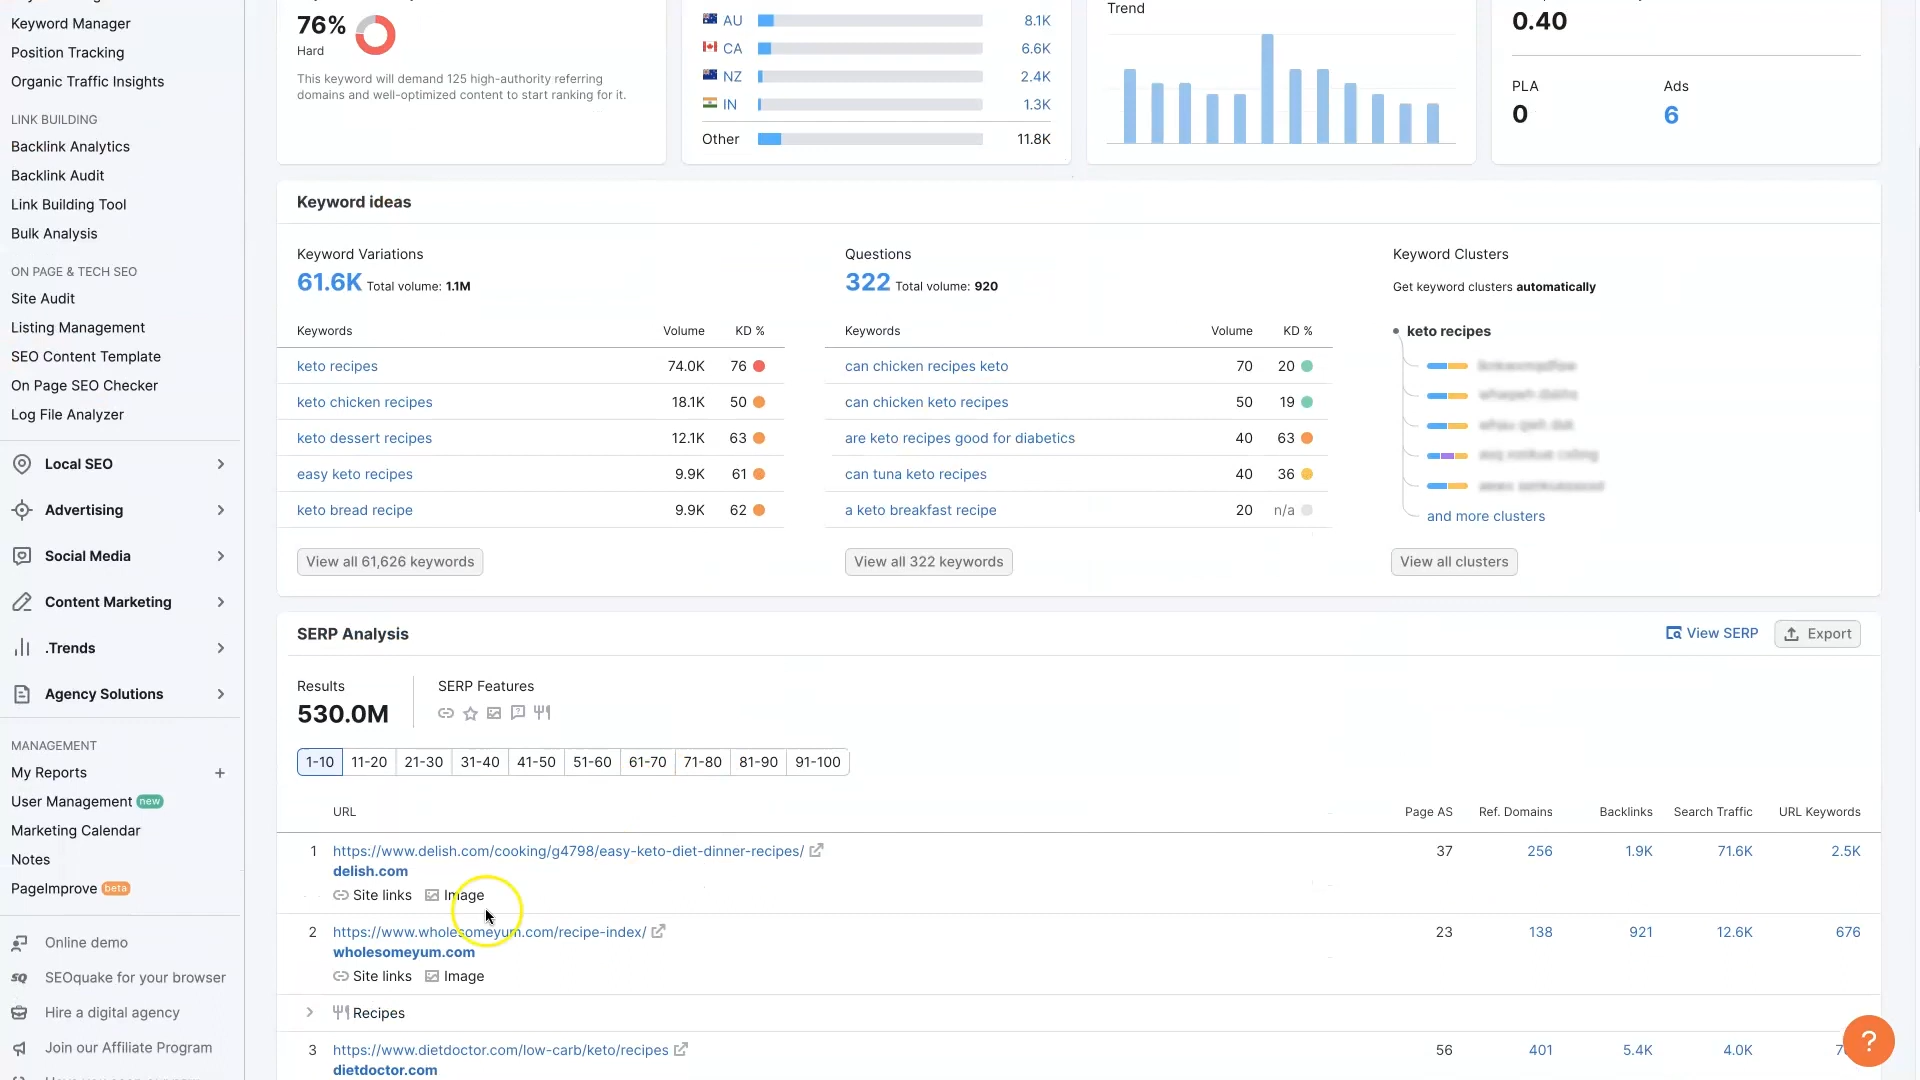 Keyword Manager
Position Tracking
Organic Traffic Insights
LINK BUILDING
Backlink Analytics
Backlink Audit
Link Building Tool
Bulk Analysis
ON PAGE & TECH SEO
Site Audit
Listing Management
SEO Content Template
On Page SEO Checker
Log File Analyzer
Local SEO
Advertising
Social Media
Content Marketing
.Trends
Agency Solutions
MANAGEMENT
My Reports +
User Management new
Marketing Calendar
Notes
PageImprove beta
Online demo
SQ SEOquake for your browser
Hire a digital agency
Join our Affiliate Program
76%
Hard
This keyword will demand 125 high-authority referring
domains and well-optimized content to start ranking for it.
AU 8.1K
CA 6.6K
NZ 2.4K
IN 1.3K
Other 11.8K
Trend
0.40
PLA Ads
0 6
Keyword ideas
Keyword Variations
61.6K Total volume: 1.1M
Keywords Volume KD %
keto recipes 74.0K 76
keto chicken recipes 18.1K 50
keto dessert recipes 12.1K 63
easy keto recipes 9.9K 61
keto bread recipe 9.9K 62
View all 61,626 keywords
Questions
322 Total volume: 920
Keywords Volume KD %
can chicken recipes keto 70 20
can chicken keto recipes 50 19
are keto recipes good for diabetics 40 63
can tuna keto recipes 40 36
a keto breakfast recipe 20 n/a
View all 322 keywords
Keyword Clusters
Get keyword clusters automatically
keto recipes
and more clusters
View all clusters
SERP Analysis
View SERP Export
Results SERP Features
530.0M
1-10 11-20 21-30 31-40 41-50 51-60 61-70 71-80 81-90 91-100
URL Page AS Ref. Domains Backlinks Search Traffic URL Keywords
1 https://www.delish.com/cooking/g4798/easy-keto-diet-dinner-recipes/ 37 256 1.9K 71.6K 2.5K
delish.com
Site links Image
2 https://www.wholesomeyum.com/recipe-index/ 23 138 921 12.6K 676
wholesomeyum.com
Site links Image
Recipes
3 https://www.dietdoctor.com/low-carb/keto/recipes 56 401 5.4K 4.0K
dietdoctor.com
?